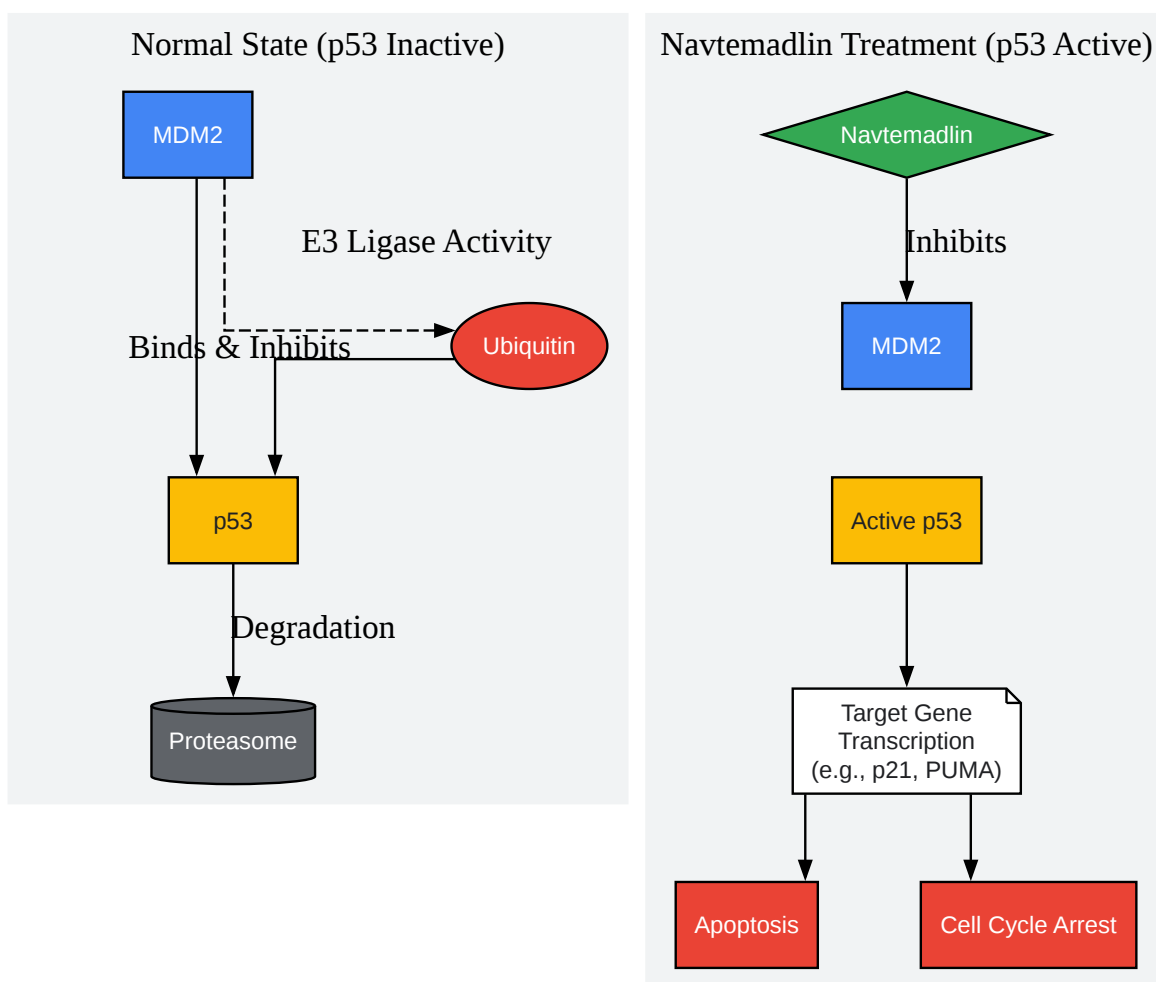 Normal State (p53 Inactive)
MDM2
E3 Ligase Activity
Binds & Inhibits
Ubiquitin
p53
Degradation
Proteasome
Navtemadlin Treatment (p53 Active)
Navtemadlin
Inhibits
MDM2
Active p53
Target Gene
Transcription
(e.g., p21, PUMA)
Apoptosis
Cell Cycle Arrest